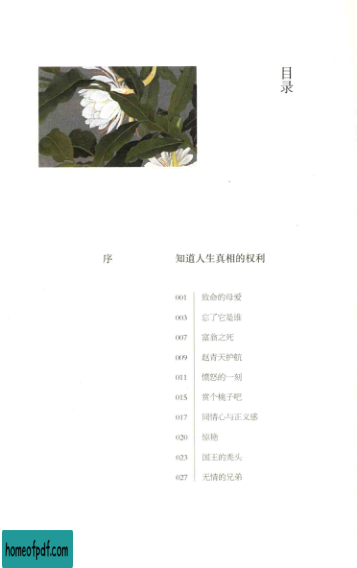 目录
序
知道人生真相的权利
001 致命的母爱
003 忘了它是谁
007 富翁之死
009 赵青天护航
011 愤怒的一刻
015 赏个桃子吧
017 同情心与正义感
020 惊艳
023 国王的秃头
027 无情的兄弟
homeofpdf.com